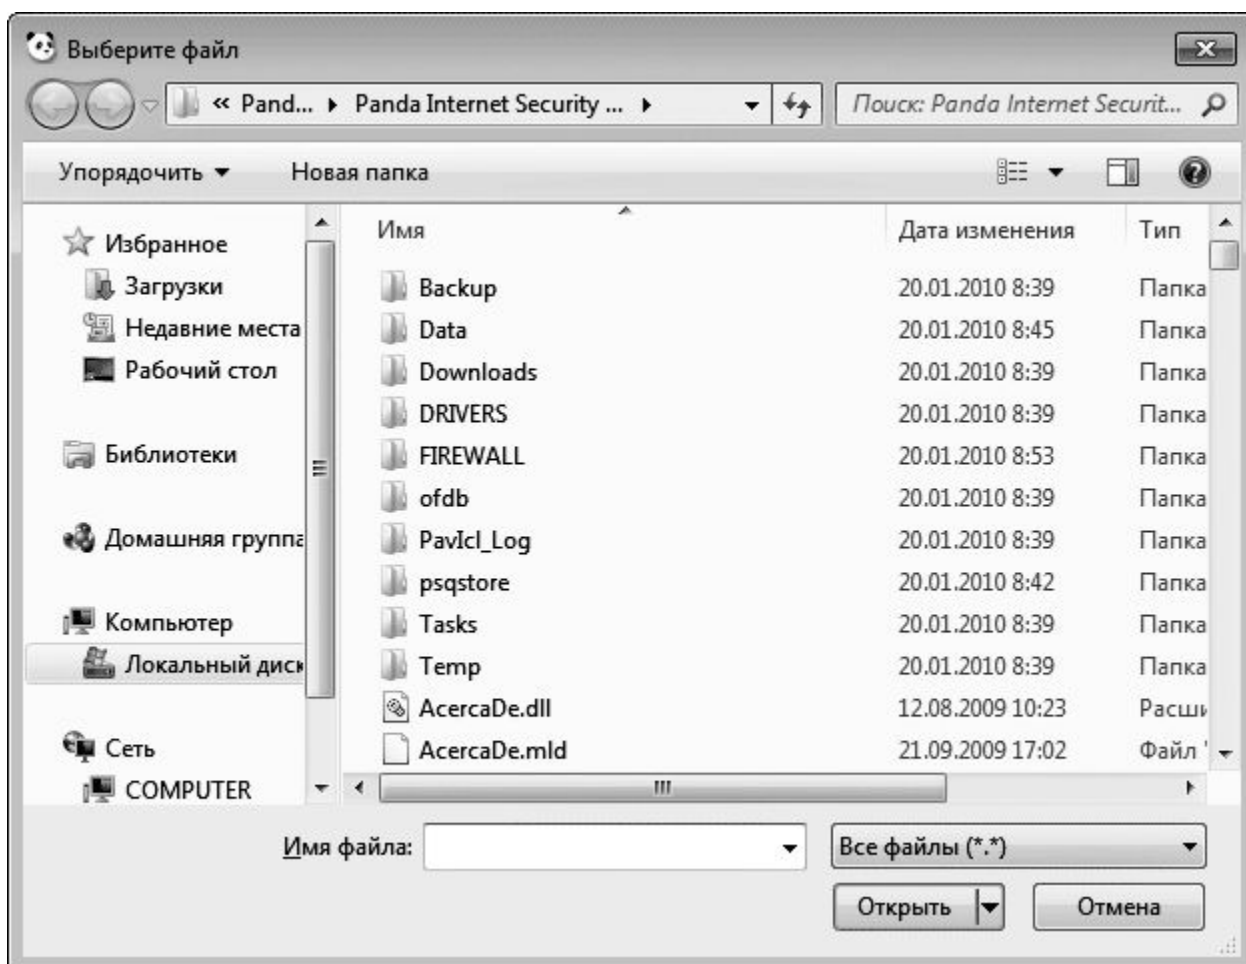 Выберите файл
« Pand... Panda Internet Security ... Поиск: Panda Internet Securit...
Упорядочить Новая папка
Имя Дата изменения Тип
Избранное
Загрузки
Недавние места
Рабочий стол
Библиотеки
Домашняя группа
Компьютер
Локальный диск
Сеть
COMPUTER
Backup 20.01.2010 8:39 Папка
Data 20.01.2010 8:45 Папка
Downloads 20.01.2010 8:39 Папка
DRIVERS 20.01.2010 8:39 Папка
FIREWALL 20.01.2010 8:53 Папка
ofdb 20.01.2010 8:39 Папка
PavIcl_Log 20.01.2010 8:39 Папка
psqstore 20.01.2010 8:42 Папка
Tasks 20.01.2010 8:39 Папка
Temp 20.01.2010 8:39 Папка
AcercaDe.dll 12.08.2009 10:23 Расши
AcercaDe.mld 21.09.2009 17:02 Файл "
Имя файла: Все файлы (*.*)
Открыть Отмена